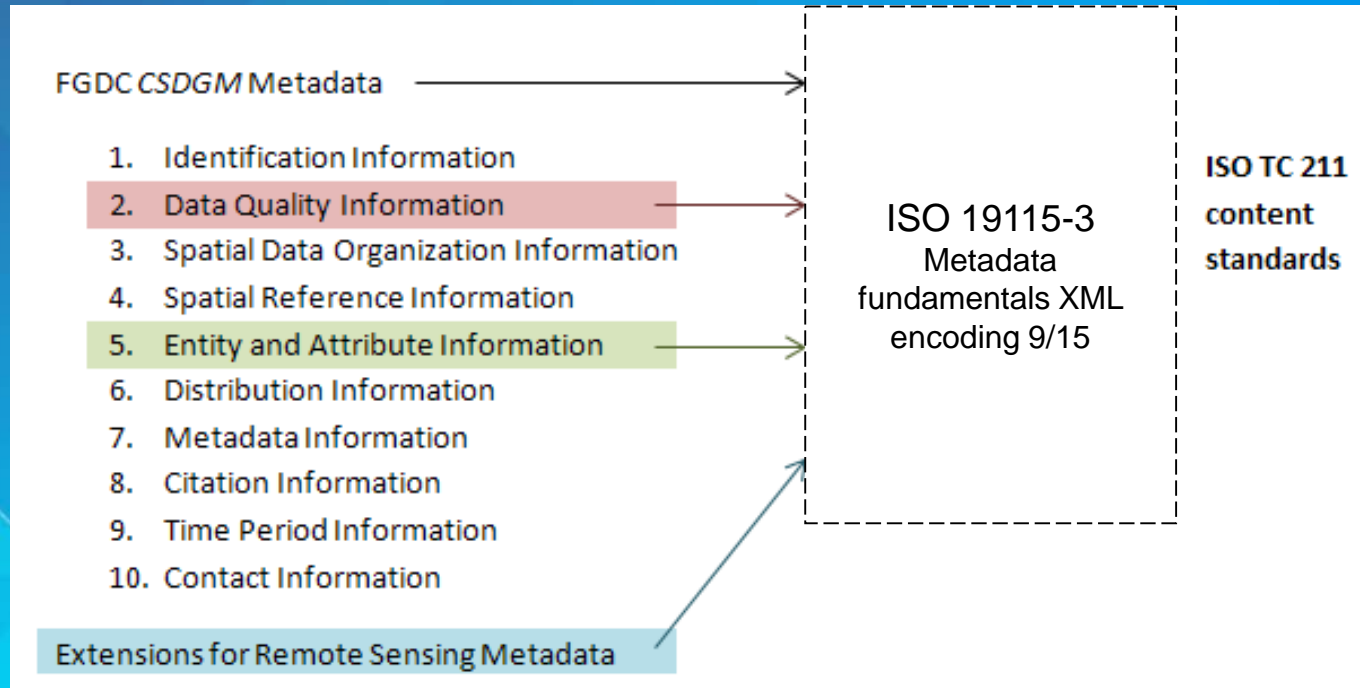 FGDC CSDGM Metadata
1. Identification Information
2. Data Quality Information
3. Spatial Data Organization Information
4. Spatial Reference Information
5. Entity and Attribute Information
6. Distribution Information
7. Metadata Information
8. Citation Information
9. Time Period Information
10. Contact Information
Extensions for Remote Sensing Metadata
ISO 19115-3
Metadata
fundamentals XML
encoding 9/15
ISO TC 211
content
standards